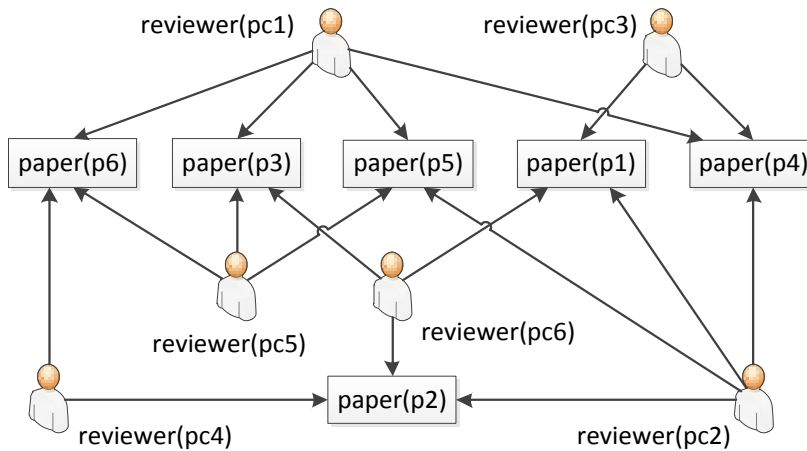 reviewer(pc1)
reviewer(pc3)
paper(p6)
paper(p3)
paper(p5)
paper(p1)
paper(p4)
reviewer(pc5)
reviewer(pc6)
paper(p2)
reviewer(pc4)
reviewer(pc2)